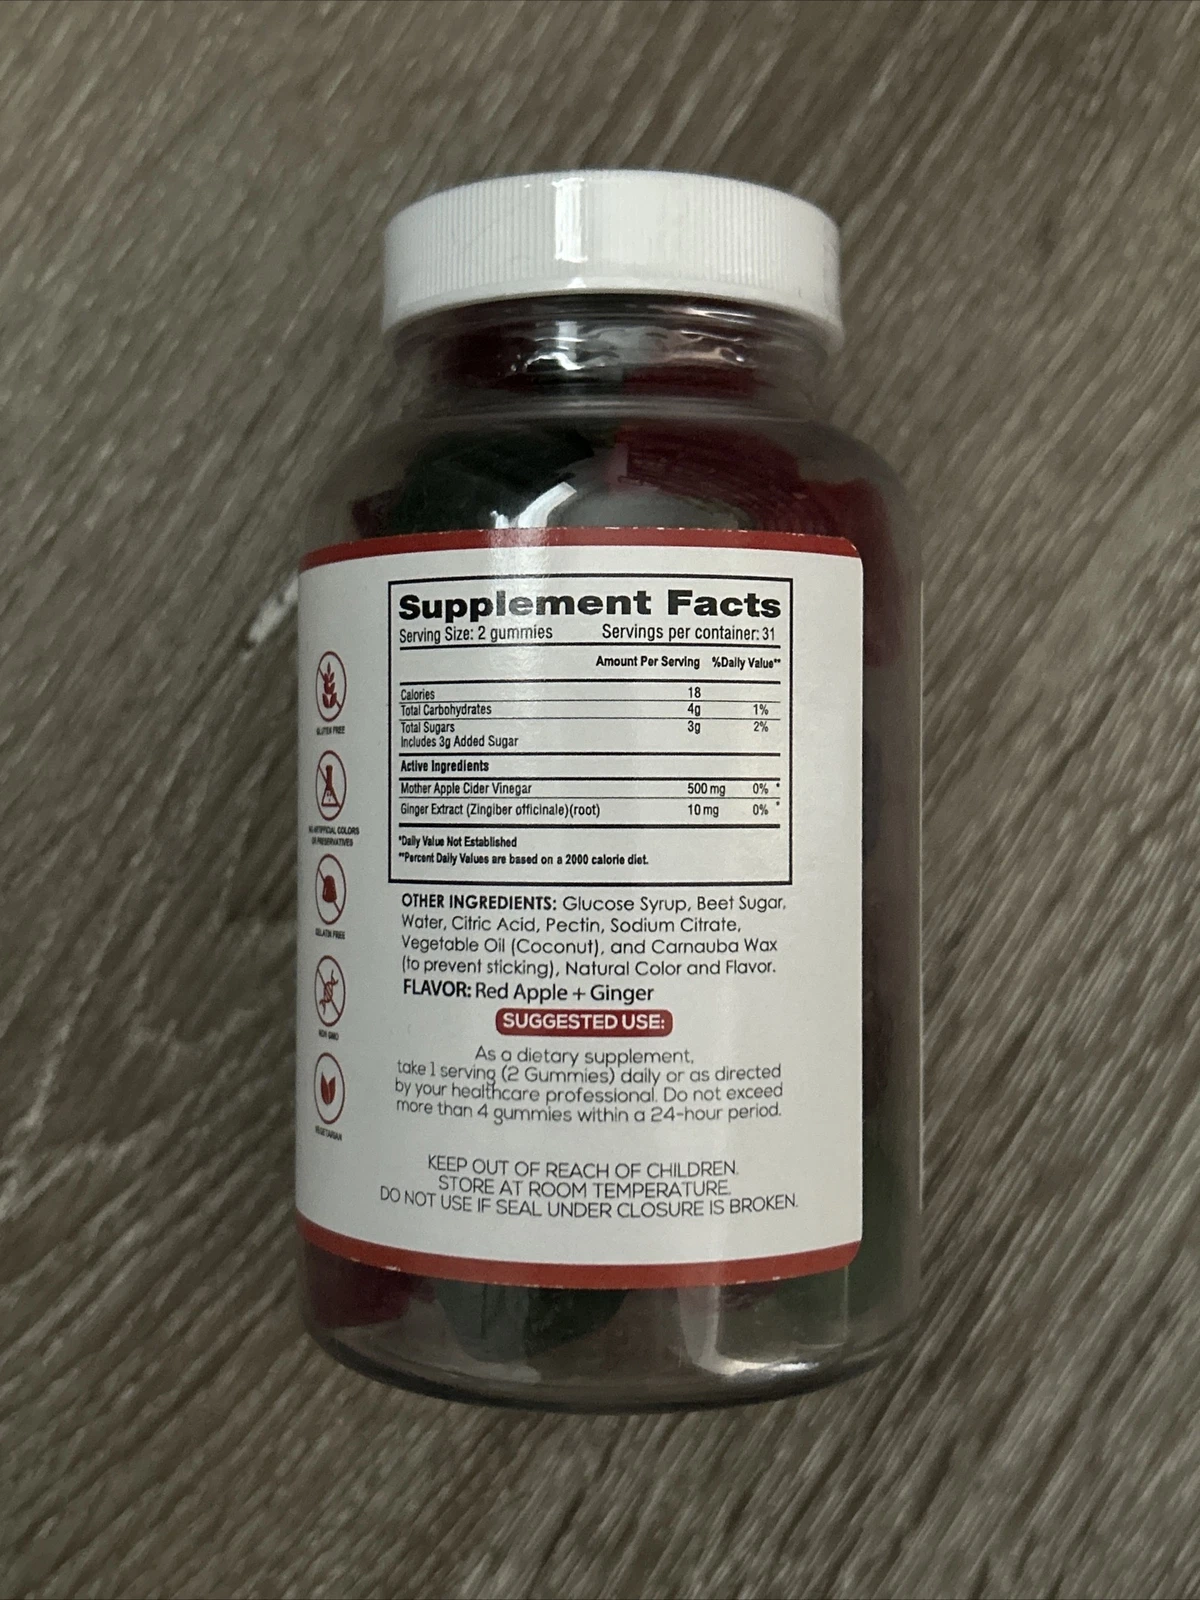 Supplement Facts
Serving Size: 2 gummies Servings per container: 31
Amount Per Serving %Daily Value**
Calories 18
Total Carbohydrates 4g 1%
Total Sugars 3g 2%
Includes 3g Added Sugar
Active Ingredients
Mother Apple Cider Vinegar 500 mg 0% *
Ginger Extract (Zingiber officinale)(root) 10 mg 0% *
*Daily Value Not Established
**Percent Daily Values are based on a 2000 calorie diet.
OTHER INGREDIENTS: Glucose Syrup, Beet Sugar,
Water, Citric Acid, Pectin, Sodium Citrate,
Vegetable Oil (Coconut), and Carnauba Wax
(to prevent sticking), Natural Color and Flavor.
FLAVOR: Red Apple + Ginger
SUGGESTED USE:
As a dietary supplement,
take 1 serving (2 Gummies) daily or as directed
by your healthcare professional. Do not exceed
more than 4 gummies within a 24-hour period.
KEEP OUT OF REACH OF CHILDREN.
STORE AT ROOM TEMPERATURE.
DO NOT USE IF SEAL UNDER CLOSURE IS BROKEN.
GLUTEN FREE
NO ARTIFICIAL COLORS
OR PRESERVATIVES
GELATIN FREE
NON GMO
VEGETARIAN